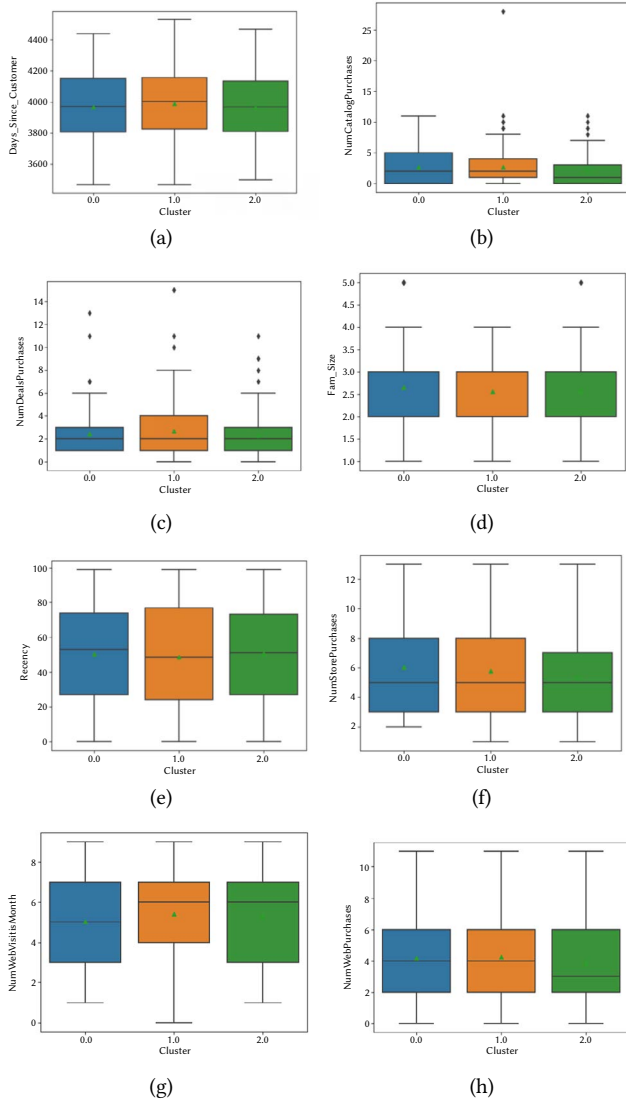 4400
4200
4000
3800
3600
Days_Since_Customer
0.0 1.0 2.0
Cluster
(a)
25
20
15
10
5
0
NumCatalogPurchases
0.0 1.0 2.0
Cluster
(b)
14
12
10
8
6
4
2
0
NumDealsPurchases
0.0 1.0 2.0
Cluster
(c)
5.0
4.5
4.0
3.5
3.0
2.5
2.0
1.5
1.0
Fam_Size
0.0 1.0 2.0
Cluster
(d)
100
80
60
40
20
0
Recency
0.0 1.0 2.0
Cluster
(e)
12
10
8
6
4
2
NumStorePurchases
0.0 1.0 2.0
Cluster
(f)
8
6
4
2
0
NumWebVisitisMonth
0.0 1.0 2.0
Cluster
(g)
10
8
6
4
2
0
NumWebPurchases
0.0 1.0 2.0
Cluster
(h)